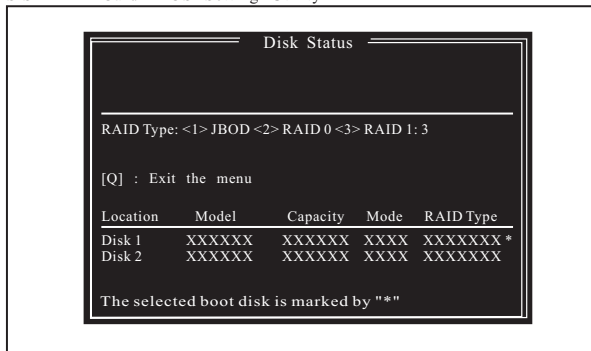 Disk Status
RAID Type: <1> JBOD <2> RAID 0 <3> RAID 1: 3
[Q] : Exit the menu
Location Model Capacity Mode RAID Type
Disk 1 XXXXXX XXXXXX XXXX XXXXXXX *
Disk 2 XXXXXX XXXXXX XXXX XXXXXXX
The selected boot disk is marked by "*"